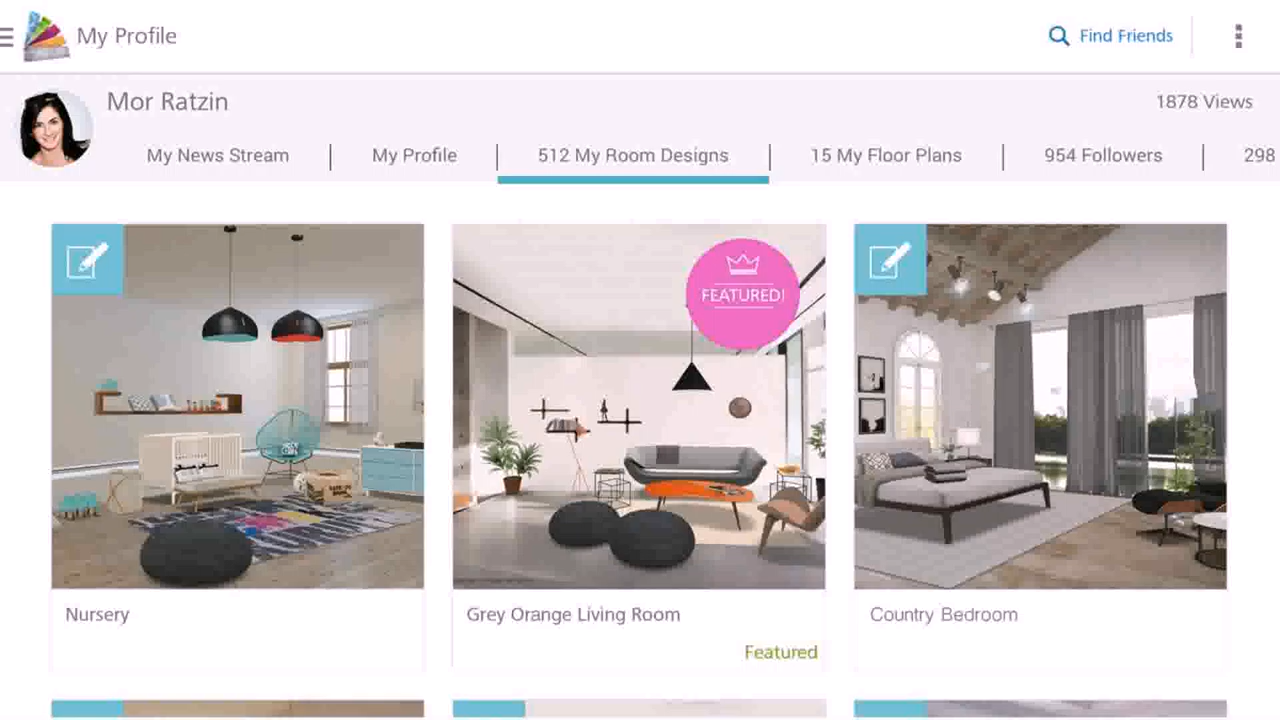 My Profile
Find Friends
Mor Ratzin
1878 Views
My News Stream
My Profile
512 My Room Designs
15 My Floor Plans
954 Followers
298
FEATURED!
Nursery
Grey Orange Living Room
Country Bedroom
Featured